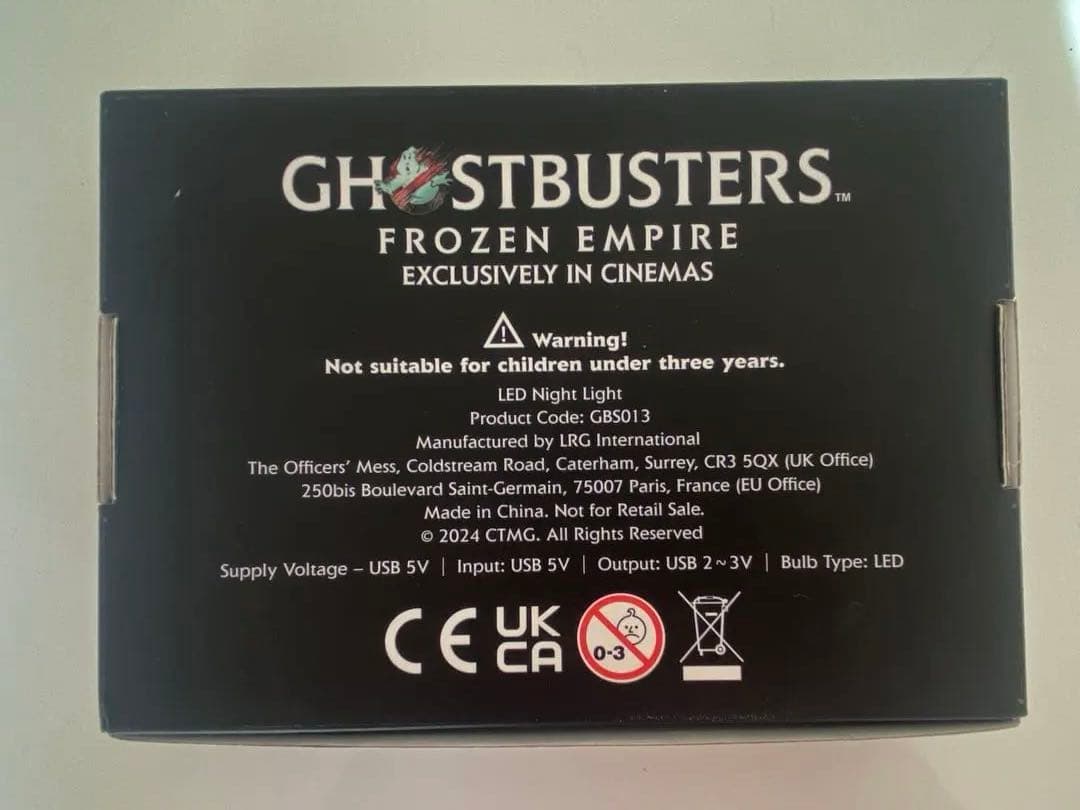 GHOSTBUSTERS™
FROZEN EMPIRE
EXCLUSIVELY IN CINEMAS
Warning!
Not suitable for children under three years.
LED Night Light
Product Code: GBS013
Manufactured by LRG International
The Officers' Mess, Coldstream Road, Caterham, Surrey, CR3 5QX (UK Office)
250bis Boulevard Saint-Germain, 75007 Paris, France (EU Office)
Made in China. Not for Retail Sale.
© 2024 CTMG. All Rights Reserved
Supply Voltage – USB 5V | Input: USB 5V | Output: USB 2~3V | Bulb Type: LED
CE UK CA 0-3